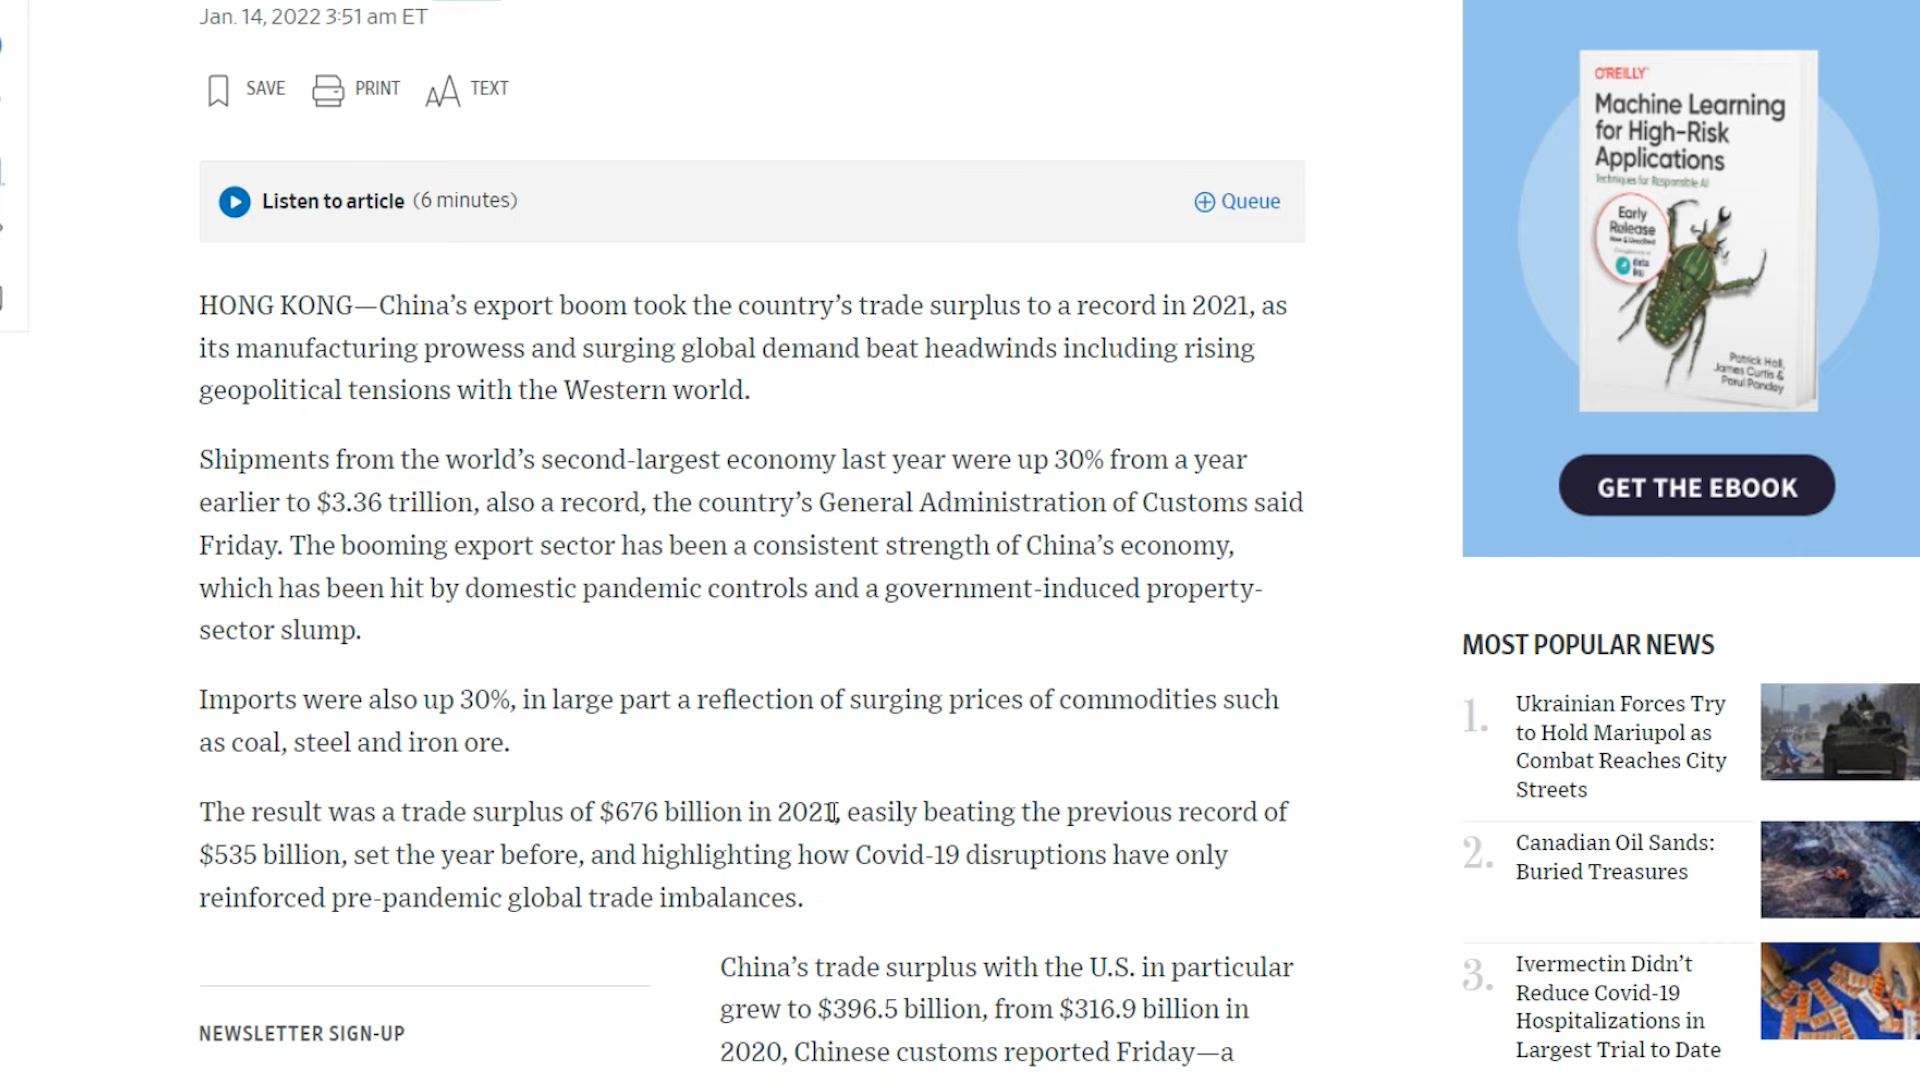 Jan. 14, 2022 3:51 am ET
SAVE
PRINT
AA TEXT
Listen to article (6 minutes)
Queue
HONG KONG—China’s export boom took the country’s trade surplus to a record in 2021, as
its manufacturing prowess and surging global demand beat headwinds including rising
geopolitical tensions with the Western world.
Shipments from the world’s second-largest economy last year were up 30% from a year
earlier to $3.36 trillion, also a record, the country’s General Administration of Customs said
Friday. The booming export sector has been a consistent strength of China’s economy,
which has been hit by domestic pandemic controls and a government-induced property-
sector slump.
Imports were also up 30%, in large part a reflection of surging prices of commodities such
as coal, steel and iron ore.
The result was a trade surplus of $676 billion in 2021, easily beating the previous record of
$535 billion, set the year before, and highlighting how Covid-19 disruptions have only
reinforced pre-pandemic global trade imbalances.
China’s trade surplus with the U.S. in particular
grew to $396.5 billion, from $316.9 billion in
2020, Chinese customs reported Friday—a
NEWSLETTER SIGN-UP
O'REILLY
Machine Learning
for High-Risk
Applications
Techniques for Responsible AI
Early
Release
Raw & Unedited
Patrick Hall,
James Curtis &
Parul Pandey
GET THE EBOOK
MOST POPULAR NEWS
1.
Ukrainian Forces Try
to Hold Mariupol as
Combat Reaches City
Streets
2.
Canadian Oil Sands:
Buried Treasures
3.
Ivermectin Didn’t
Reduce Covid-19
Hospitalizations in
Largest Trial to Date